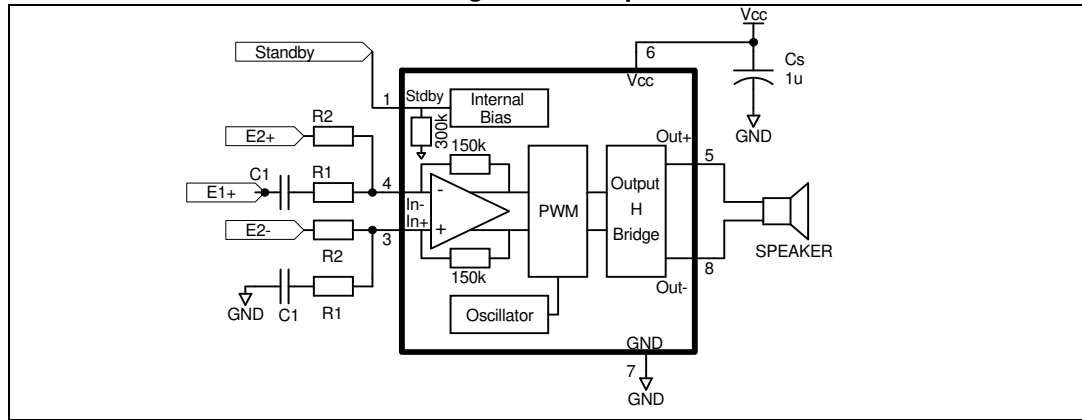 Vcc
6
Standby
Cs
1u
Vcc
1
Stdby
Internal
Bias
300k
GND
R2
E2+
Out+
150k
5
C1
R1
4
-
Output
H
Bridge
E1+
In-
In+
PWM
E2-
+
3
SPEAKER
R2
150k
8
Out-
GND
C1
R1
Oscillator
GND
7
GND